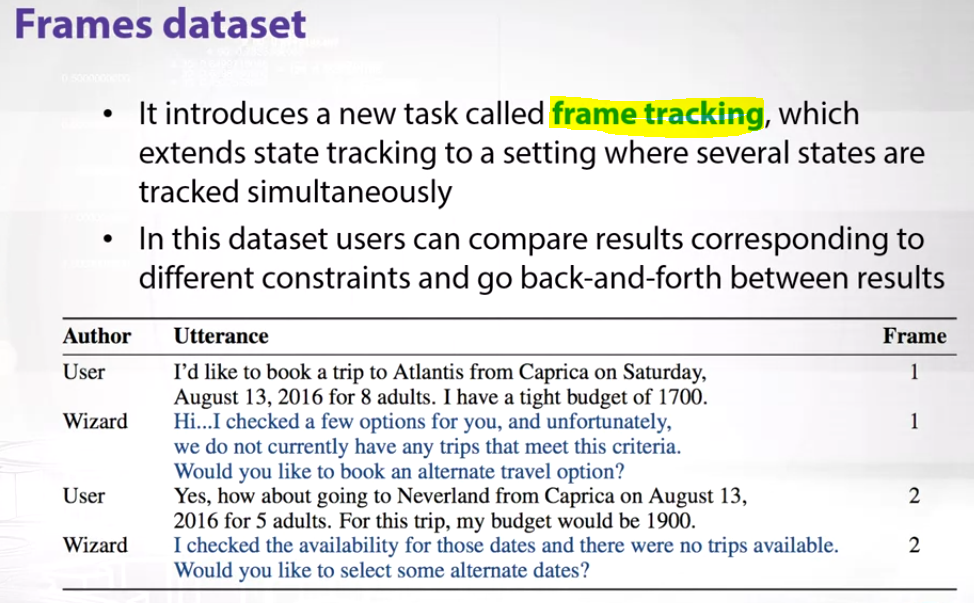 Frames dataset
• It introduces a new task called frame tracking, which
extends state tracking to a setting where several states are
tracked simultaneously
• In this dataset users can compare results corresponding to
different constraints and go back-and-forth between results
Author Utterance Frame
User I'd like to book a trip to Atlantis from Caprica on Saturday, 1
August 13, 2016 for 8 adults. I have a tight budget of 1700.
Wizard Hi...I checked a few options for you, and unfortunately, 1
we do not currently have any trips that meet this criteria.
Would you like to book an alternate travel option?
User Yes, how about going to Neverland from Caprica on August 13, 2
2016 for 5 adults. For this trip, my budget would be 1900.
Wizard I checked the availability for those dates and there were no trips available. 2
Would you like to select some alternate dates?